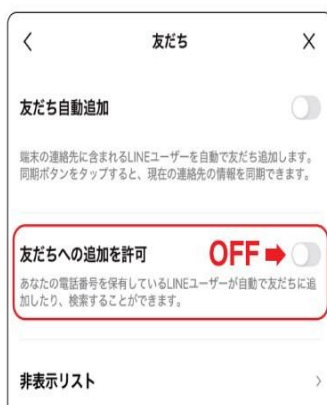 友だち
友だち自動追加
端末の連絡先に含まれるLINEユーザーを自動で友だち追加します。
同期ボタンをタップすると、現在の連絡先の情報を同期できます。
友だちへの追加を許可 OFF
あなたの電話番号を保有しているLINEユーザーが自動で友だちに追
加したり、検索することができます。
非表示リスト